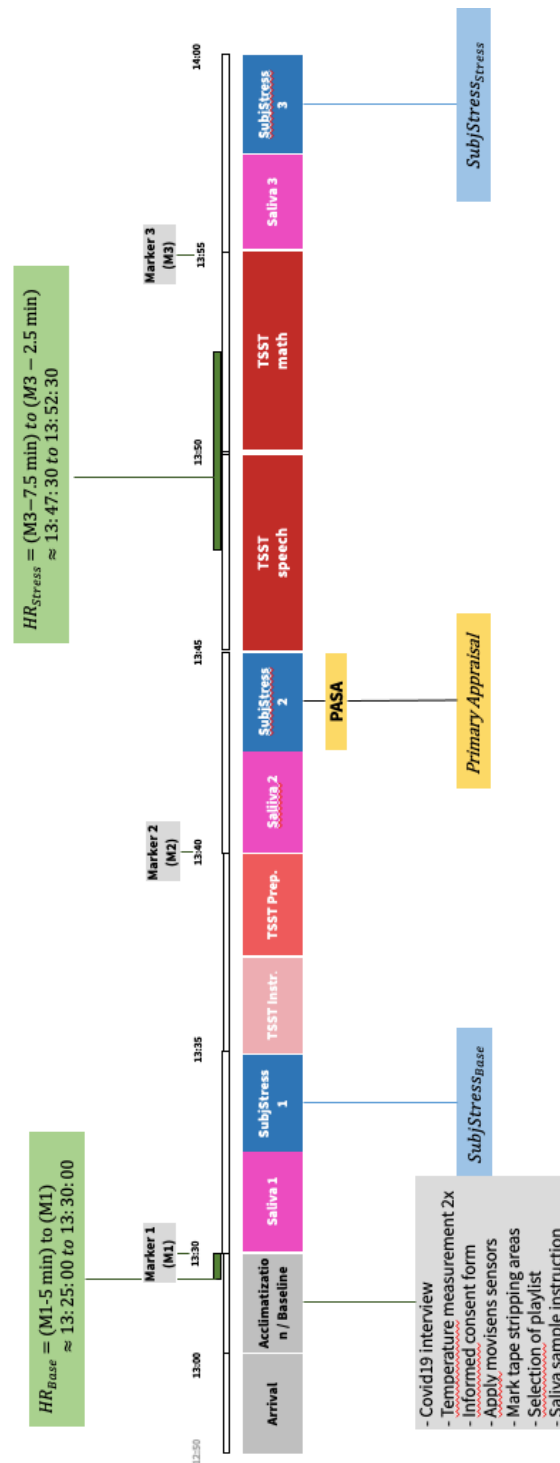 HR_Base = (M1-5 min) to (M1)
≈ 13:25:00 to 13:30:00
HR_Stress = (M3−7.5 min) to (M3 − 2.5 min)
≈ 13:47:30 to 13:52:30
Marker 1
(M1)
Marker 2
(M2)
Marker 3
(M3)
12:50
13:00
13:30
13:35
13:40
13:45
13:50
13:55
14:00
Arrival
Acclimatizatio
n / Baseline
Saliva 1
SubjStress
1
TSST Instr.
TSST Prep.
Saliiva 2
SubjStress
2
TSST
speech
TSST
math
Saliva 3
SubjStress
3
PASA
- Covid19 interview
- Temperature measurement 2x
- Informed consent form
- Apply movisens sensors
- Mark tape stripping areas
- Selection of playlist
- Saliva sample instruction
SubjStress_Base
Primary Appraisal
SubjStress_Stress